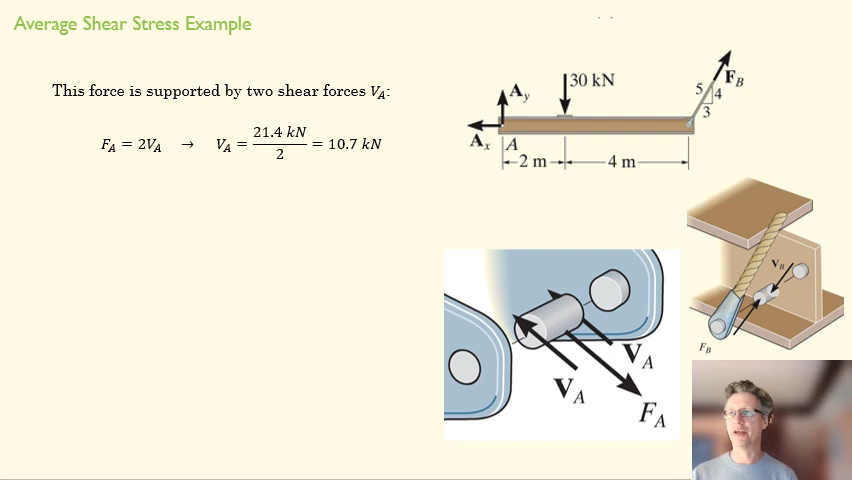 Average Shear Stress Example
This force is supported by two shear forces V_A:
F_A = 2V_A → V_A = 21.4 kN / 2 = 10.7 kN
A_y
30 kN
F_B
5
4
3
A_x
A
2 m
4 m
V_B
F_B
V_A
V_A
F_A